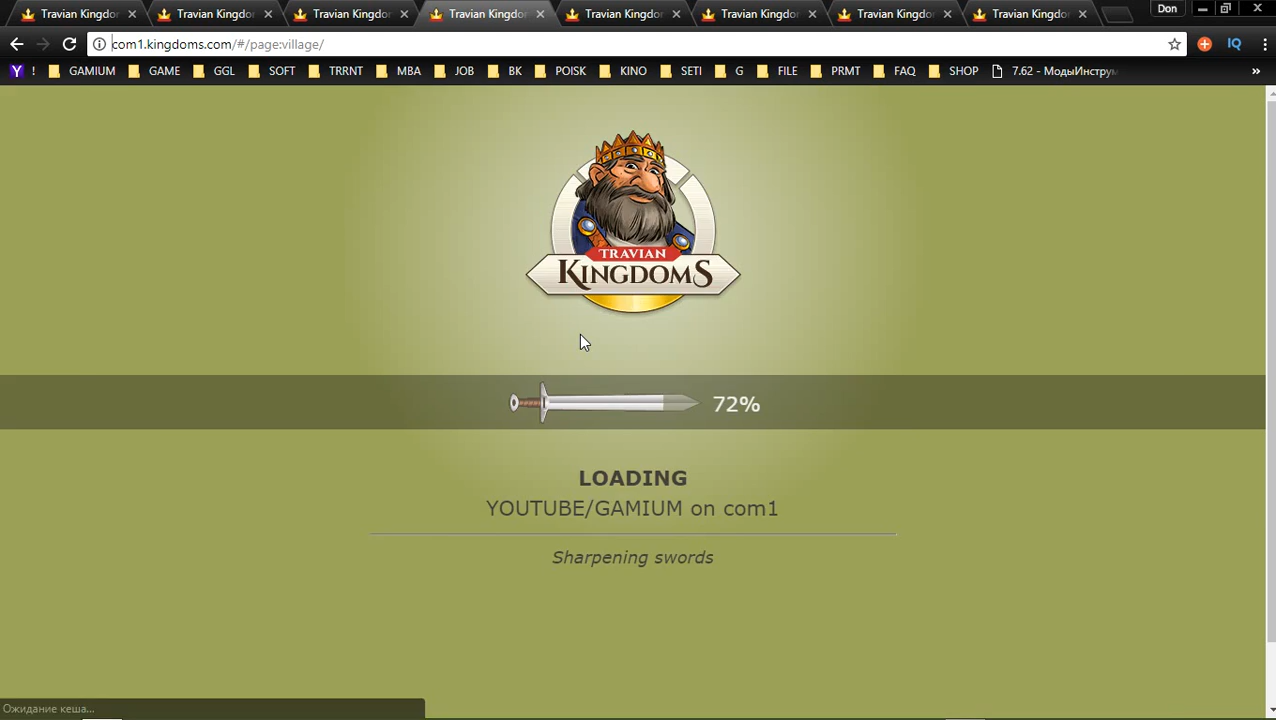 Travian Kingdo
Travian Kingdo
Travian Kingdo
Travian Kingdo
Travian Kingdo
Travian Kingdo
Travian Kingdo
Travian Kingdo
Don
com1.kingdoms.com/#/page:village/
IQ
Y ! GAMIUM GAME GGL SOFT TRRNT MBA JOB BK POISK KINO SETI G FILE PRMT FAQ SHOP 7.62 - МодыИнструм »
TRAVIAN
KINGDOMS
72%
LOADING
YOUTUBE/GAMIUM on com1
Sharpening swords
Ожидание кеша...